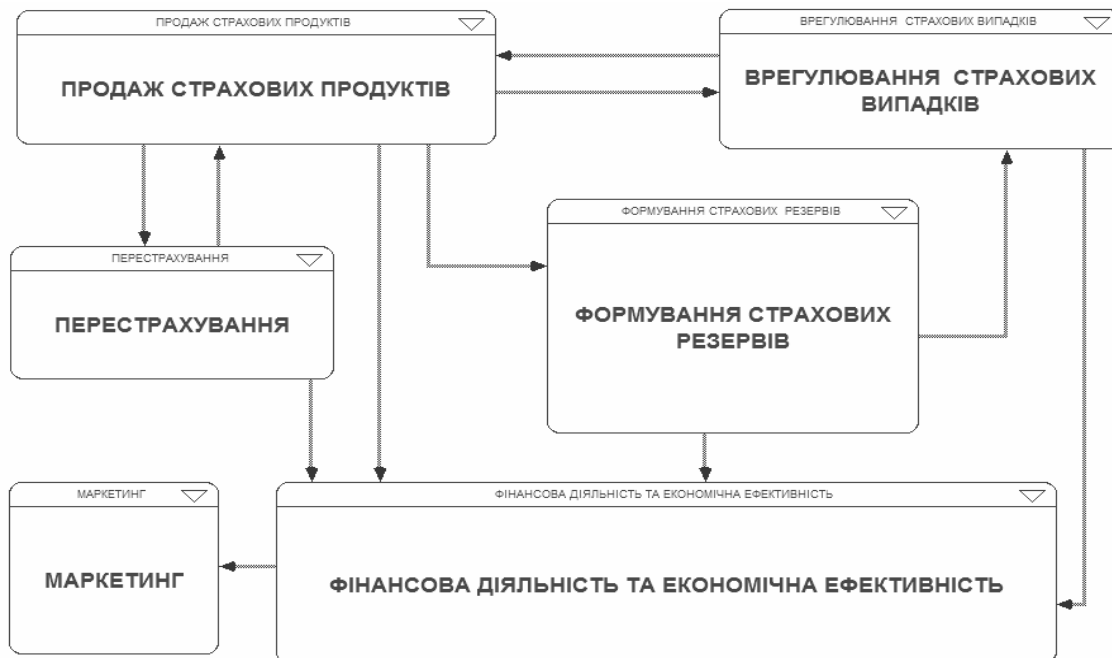 ПРОДАЖ СТРАХОВИХ ПРОДУКТІВ
ПРОДАЖ СТРАХОВИХ ПРОДУКТІВ
ВРЕГУЛЮВАННЯ СТРАХОВИХ ВИПАДКІВ
ВРЕГУЛЮВАННЯ СТРАХОВИХ
ВИПАДКІВ
ПЕРЕСТРАХУВАННЯ
ПЕРЕСТРАХУВАННЯ
ФОРМУВАННЯ СТРАХОВИХ РЕЗЕРВІВ
ФОРМУВАННЯ СТРАХОВИХ
РЕЗЕРВІВ
МАРКЕТИНГ
МАРКЕТИНГ
ФІНАНСОВА ДІЯЛЬНІСТЬ ТА ЕКОНОМІЧНА ЕФЕКТИВНІСТЬ
ФІНАНСОВА ДІЯЛЬНІСТЬ ТА ЕКОНОМІЧНА ЕФЕКТИВНІСТЬ